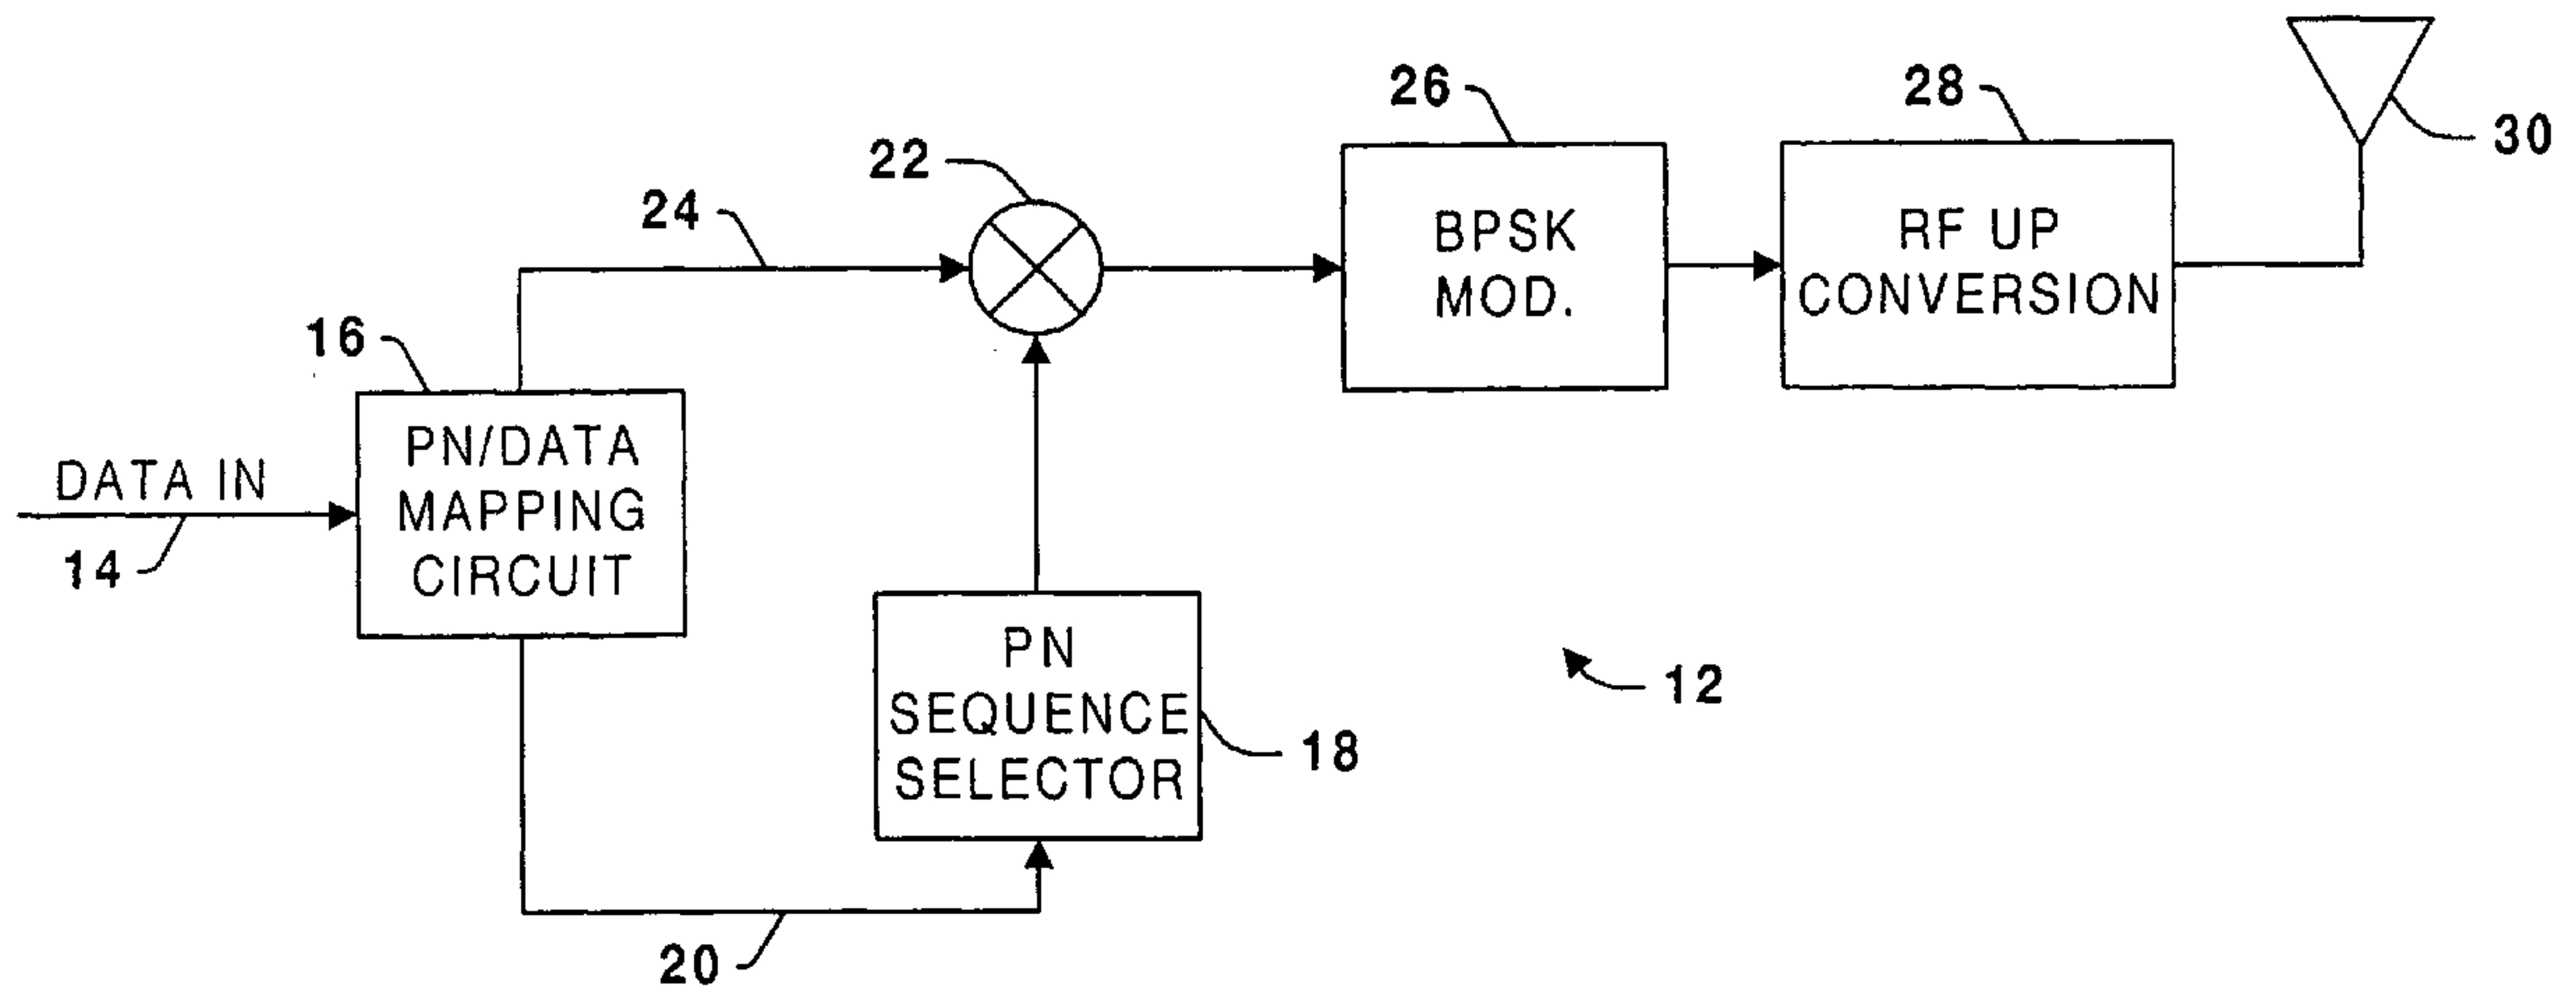 26
28
30
22
24
BPSK
MOD.
RF UP
CONVERSION
16
DATA IN
14
PN/DATA
MAPPING
CIRCUIT
PN
SEQUENCE
SELECTOR
12
18
20